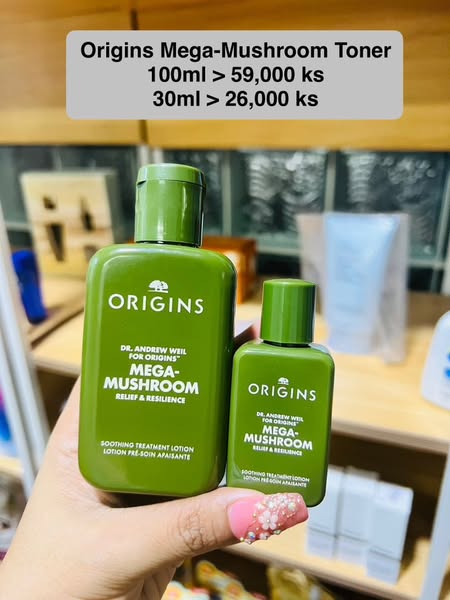 Origins Mega-Mushroom Toner
100ml > 59,000 ks
30ml > 26,000 ks
ORIGINS
DR. ANDREW WEIL
FOR ORIGINS™
MEGA-
MUSHROOM
RELIEF & RESILIENCE
SOOTHING TREATMENT LOTION
LOTION PRÉ-SOIN APAISANTE
ORIGINS
DR. ANDREW WEIL
FOR ORIGINS™
MEGA-
MUSHROOM
RELIEF & RESILIENCE
SOOTHING TREATMENT LOTION
LOTION PRÉ-SOIN APAISANTE